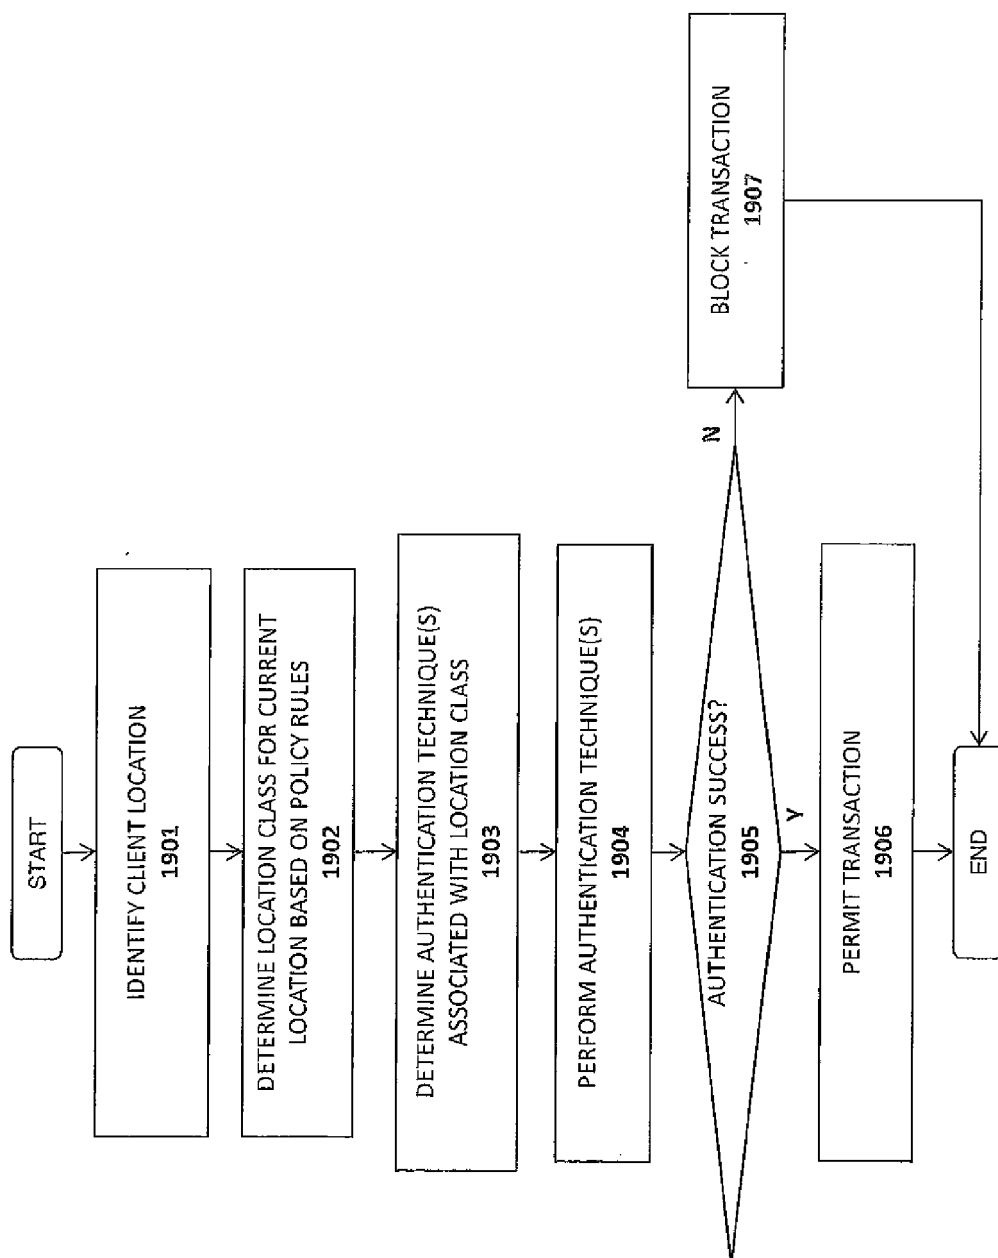 START
IDENTIFY CLIENT LOCATION
1901
DETERMINE LOCATION CLASS FOR CURRENT
LOCATION BASED ON POLICY RULES
1902
DETERMINE AUTHENTICATION TECHNIQUE(S)
ASSOCIATED WITH LOCATION CLASS
1903
PERFORM AUTHENTICATION TECHNIQUE(S)
1904
AUTHENTICATION SUCCESS?
1905
N
BLOCK TRANSACTION
1907
Y
PERMIT TRANSACTION
1906
END